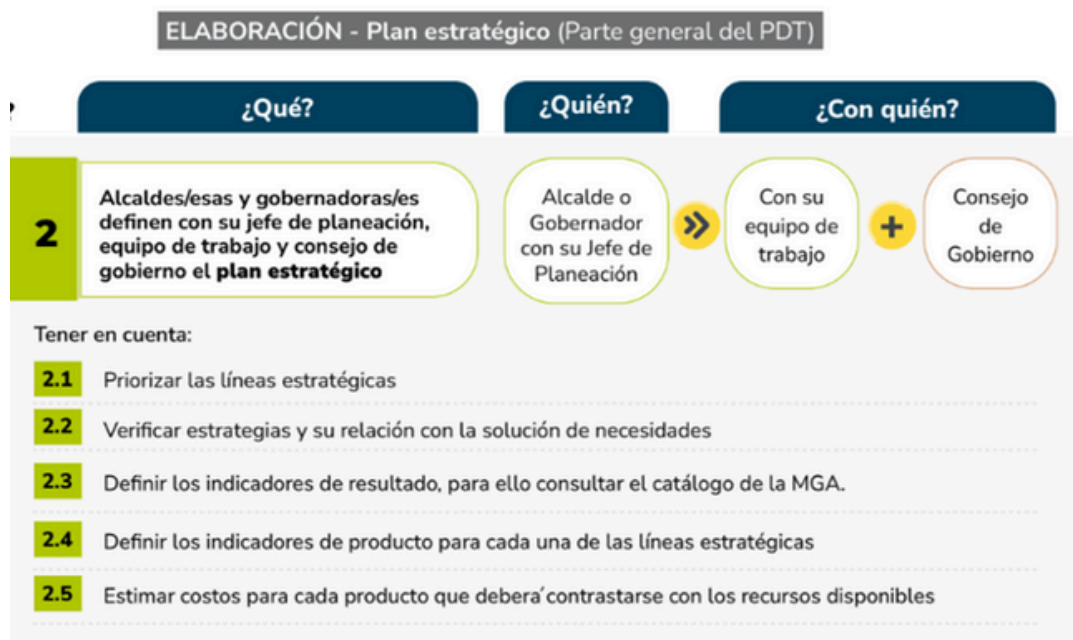 ELABORACIÓN - Plan estratégico (Parte general del PDT)
?
¿Qué?
¿Quién?
¿Con quién?
2
Alcaldes/esas y gobernadoras/es
definen con su jefe de planeación,
equipo de trabajo y consejo de
gobierno el plan estratégico
Alcalde o
Gobernador
con su Jefe de
Planeación
Con su
equipo de
trabajo
+
Consejo
de
Gobierno
Tener en cuenta:
2.1 Priorizar las líneas estratégicas
2.2 Verificar estrategias y su relación con la solución de necesidades
2.3 Definir los indicadores de resultado, para ello consultar el catálogo de la MGA.
2.4 Definir los indicadores de producto para cada una de las líneas estratégicas
2.5 Estimar costos para cada producto que debera´contrastarse con los recursos disponibles